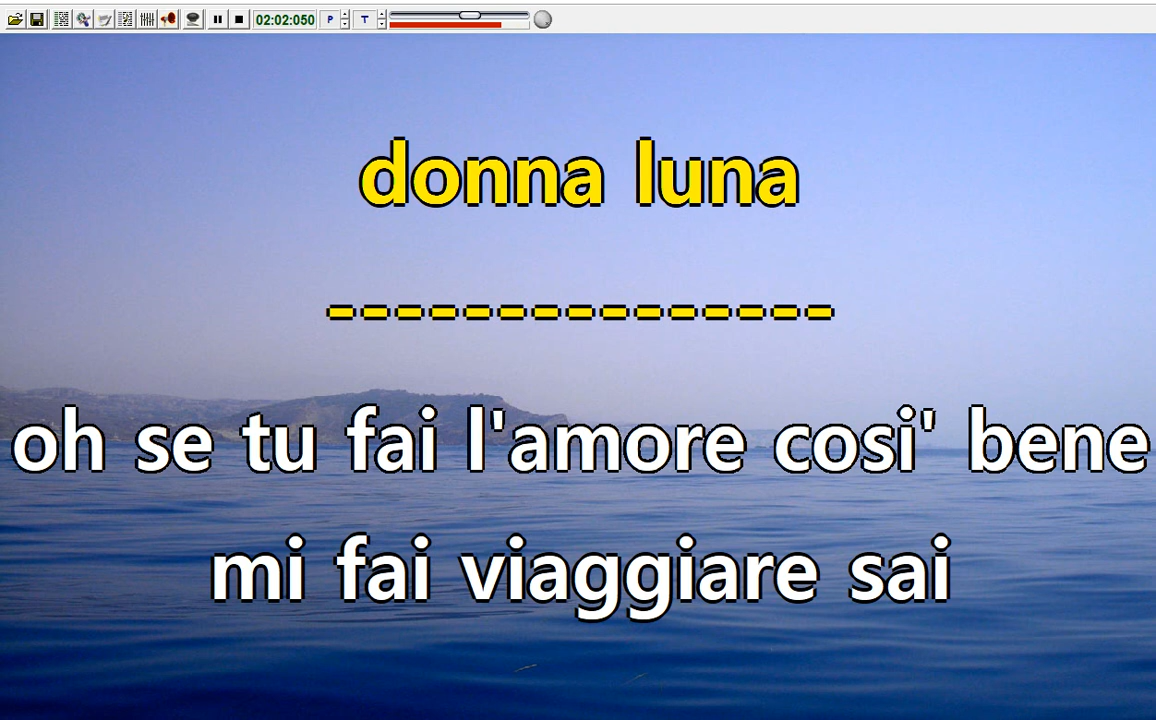 02:02:050 P T
donna luna
---------------
oh se tu fai l'amore cosi' bene
mi fai viaggiare sai